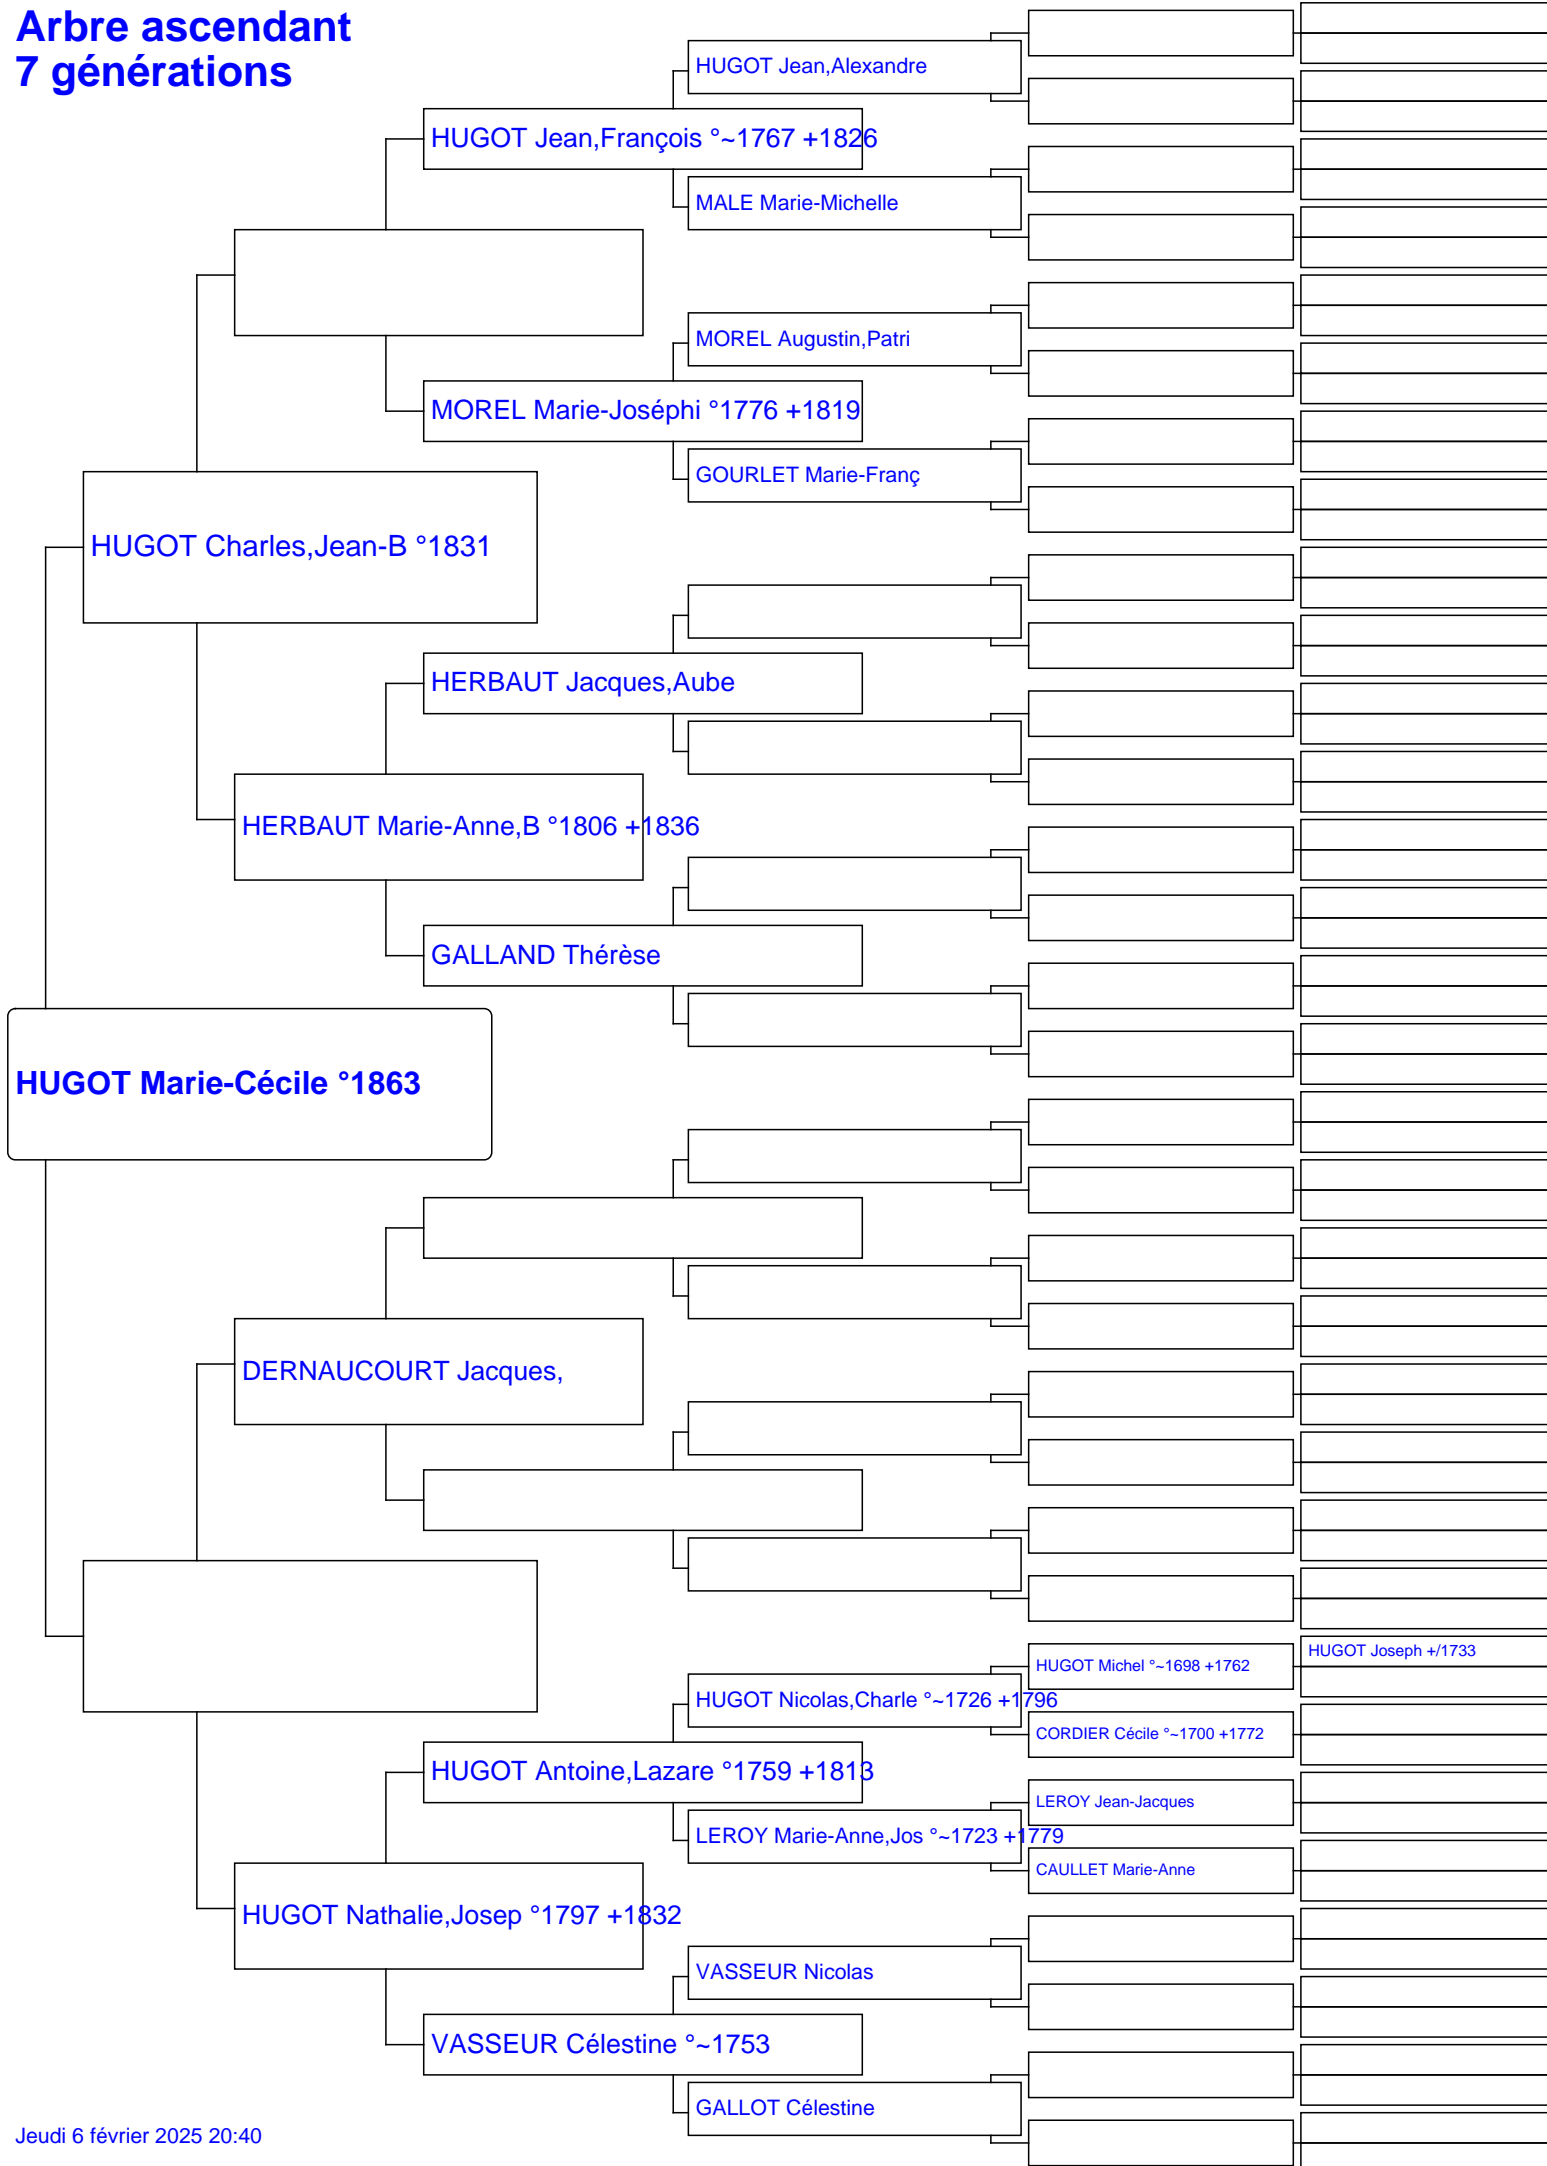 Arbre ascendant
7 générations
HUGOT Jean,Alexandre
HUGOT Jean,François °~1767 +1826
MALE Marie-Michelle
MOREL Augustin,Patri
MOREL Marie-Joséphi °1776 +1819
GOURLET Marie-Franç
HUGOT Charles,Jean-B °1831
HERBAUT Jacques,Aube
HERBAUT Marie-Anne,B °1806 +1836
GALLAND Thérèse
HUGOT Marie-Cécile °1863
DERNAUCOURT Jacques,
HUGOT Joseph +/1733
HUGOT Michel °~1698 +1762
HUGOT Nicolas,Charle °~1726 +1796
CORDIER Cécile °~1700 +1772
HUGOT Antoine,Lazare °1759 +1813
LEROY Jean-Jacques
LEROY Marie-Anne,Jos °~1723 +1779
CAULLET Marie-Anne
HUGOT Nathalie,Josep °1797 +1832
VASSEUR Nicolas
VASSEUR Célestine °~1753
GALLOT Célestine
Jeudi 6 février 2025 20:40